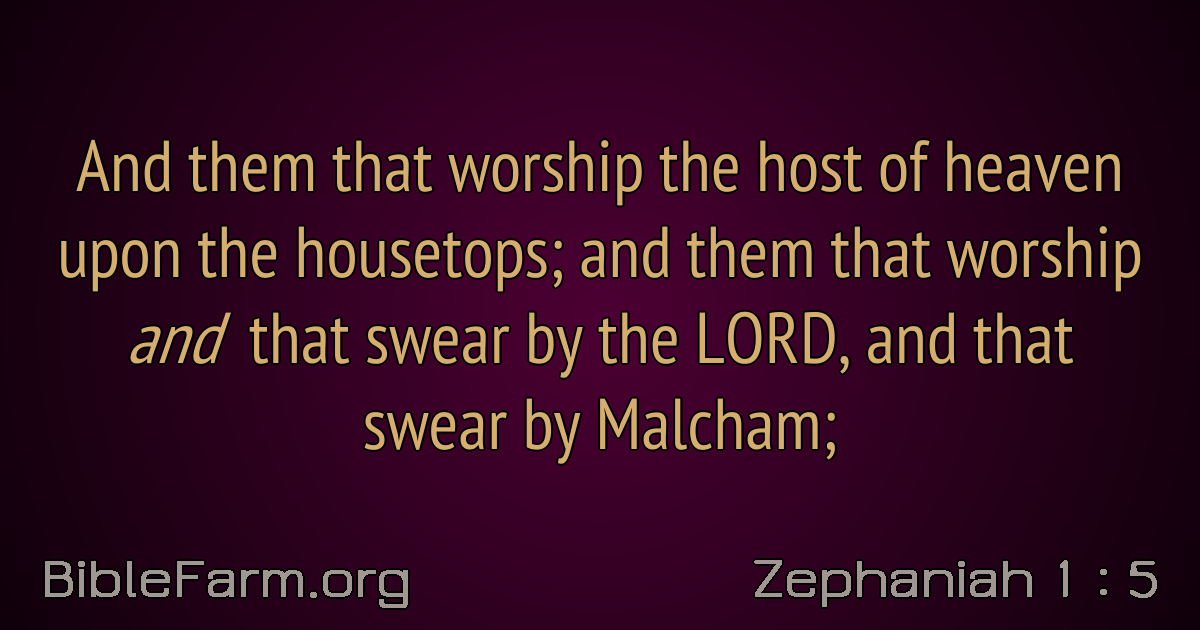 And them that worship the host of heaven
upon the housetops; and them that worship
and that swear by the LORD, and that
swear by Malcham;
BibleFarm.org
Zephaniah 1 : 5